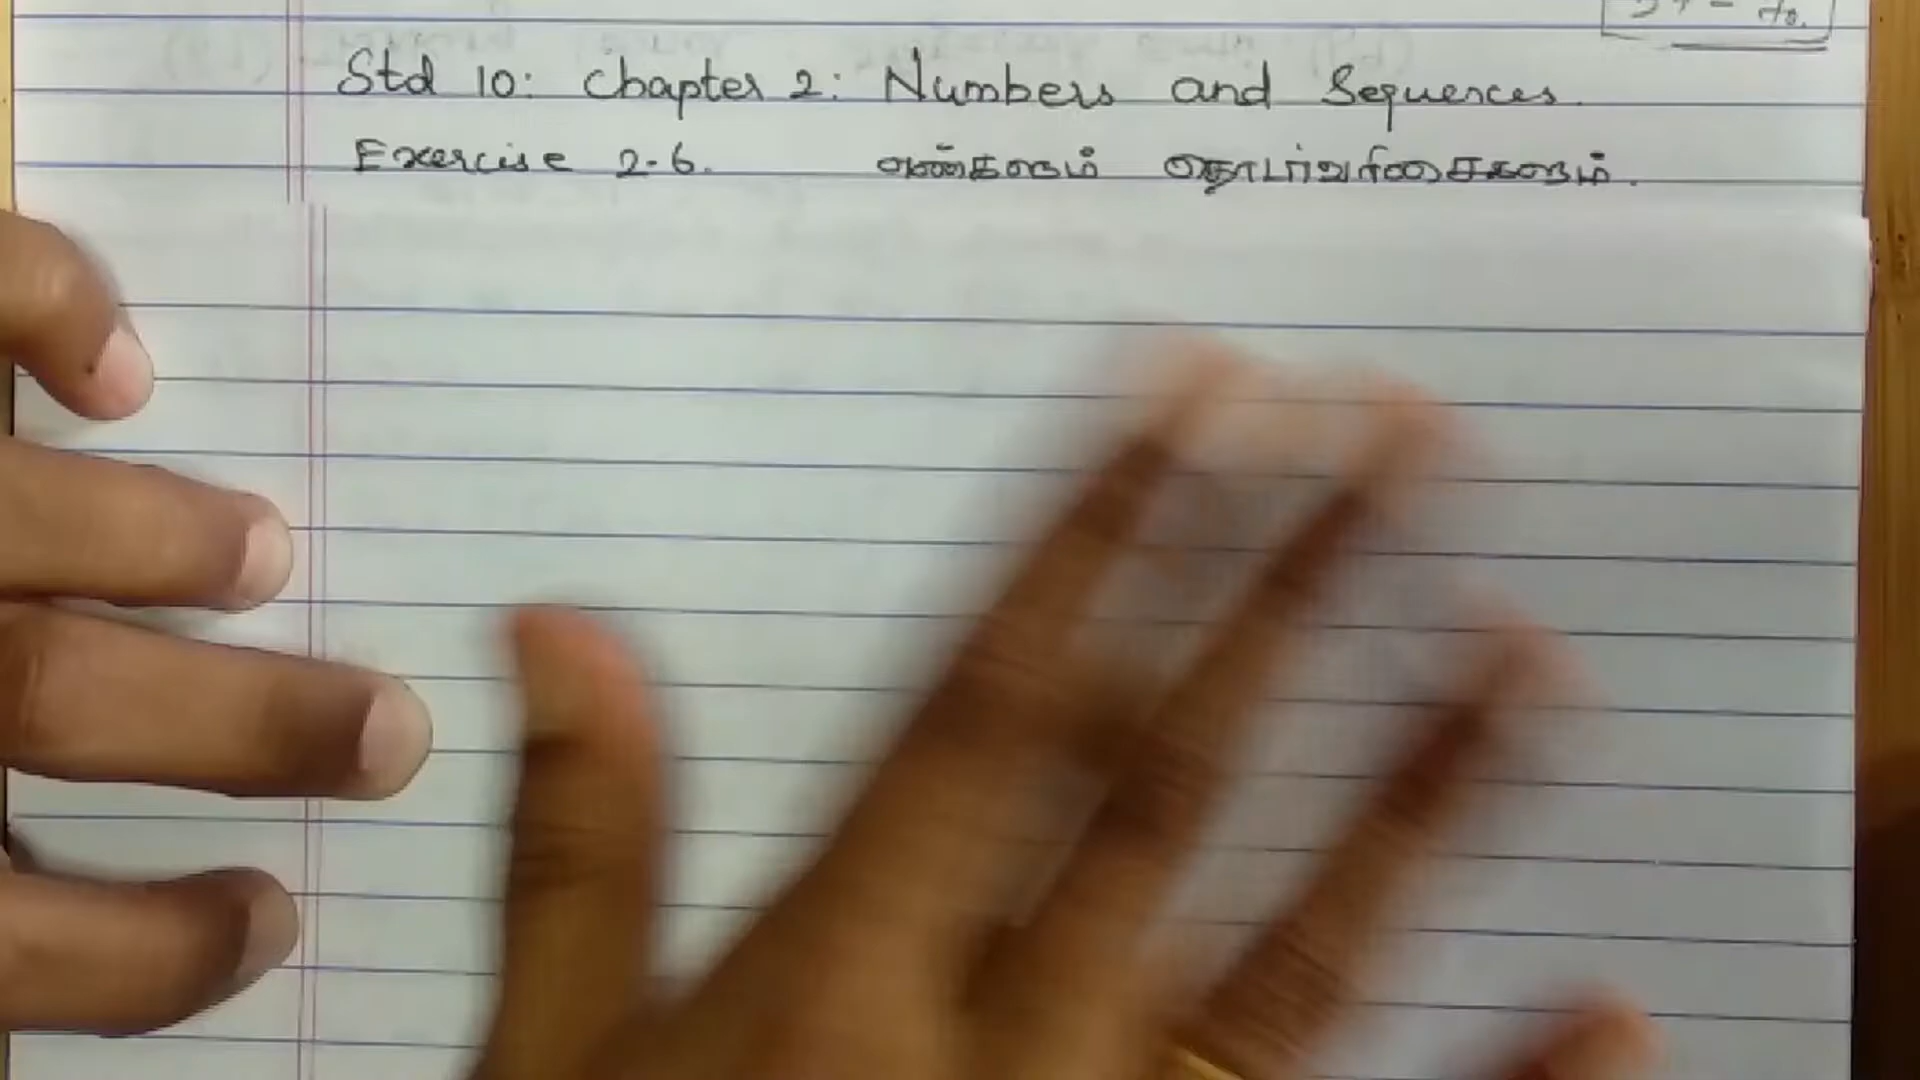 Std 10: Chapter 2: Numbers and Sequences.
Exercise 2.6. எண்களும் தொடர்வரிசைகளும்.